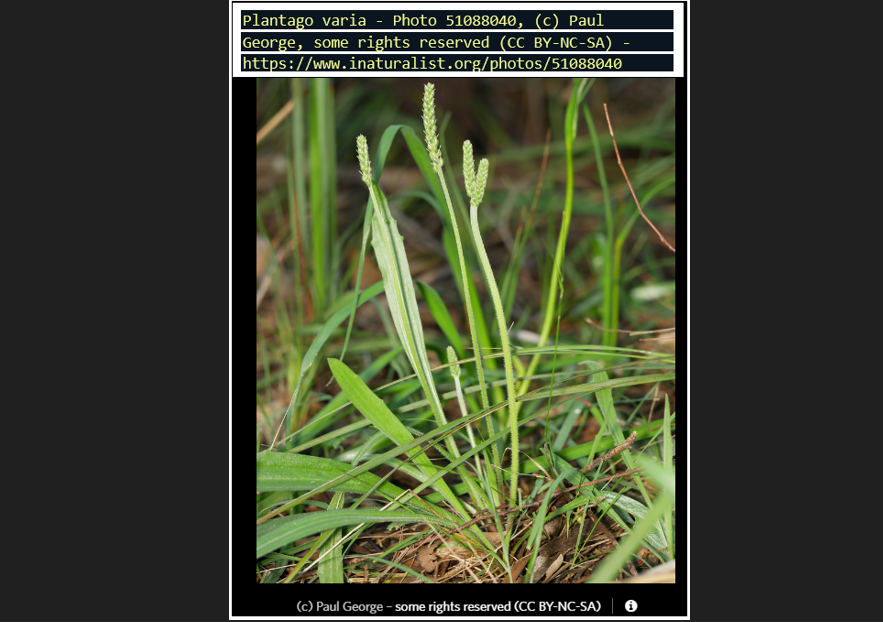 Plantago varia - Photo 51088040, (c) Paul
George, some rights reserved (CC BY-NC-SA) -
https://www.inaturalist.org/photos/51088040
(c) Paul George – some rights reserved (CC BY-NC-SA)